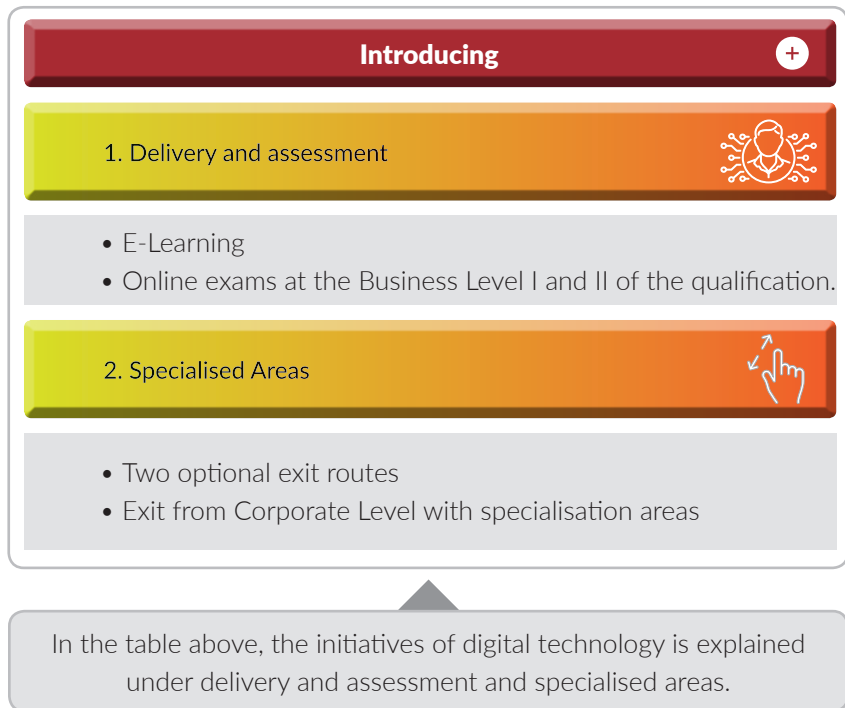 Introducing
1. Delivery and assessment
• E-Learning
• Online exams at the Business Level I and II of the qualification.
2. Specialised Areas
• Two optional exit routes
• Exit from Corporate Level with specialisation areas
In the table above, the initiatives of digital technology is explained
under delivery and assessment and specialised areas.